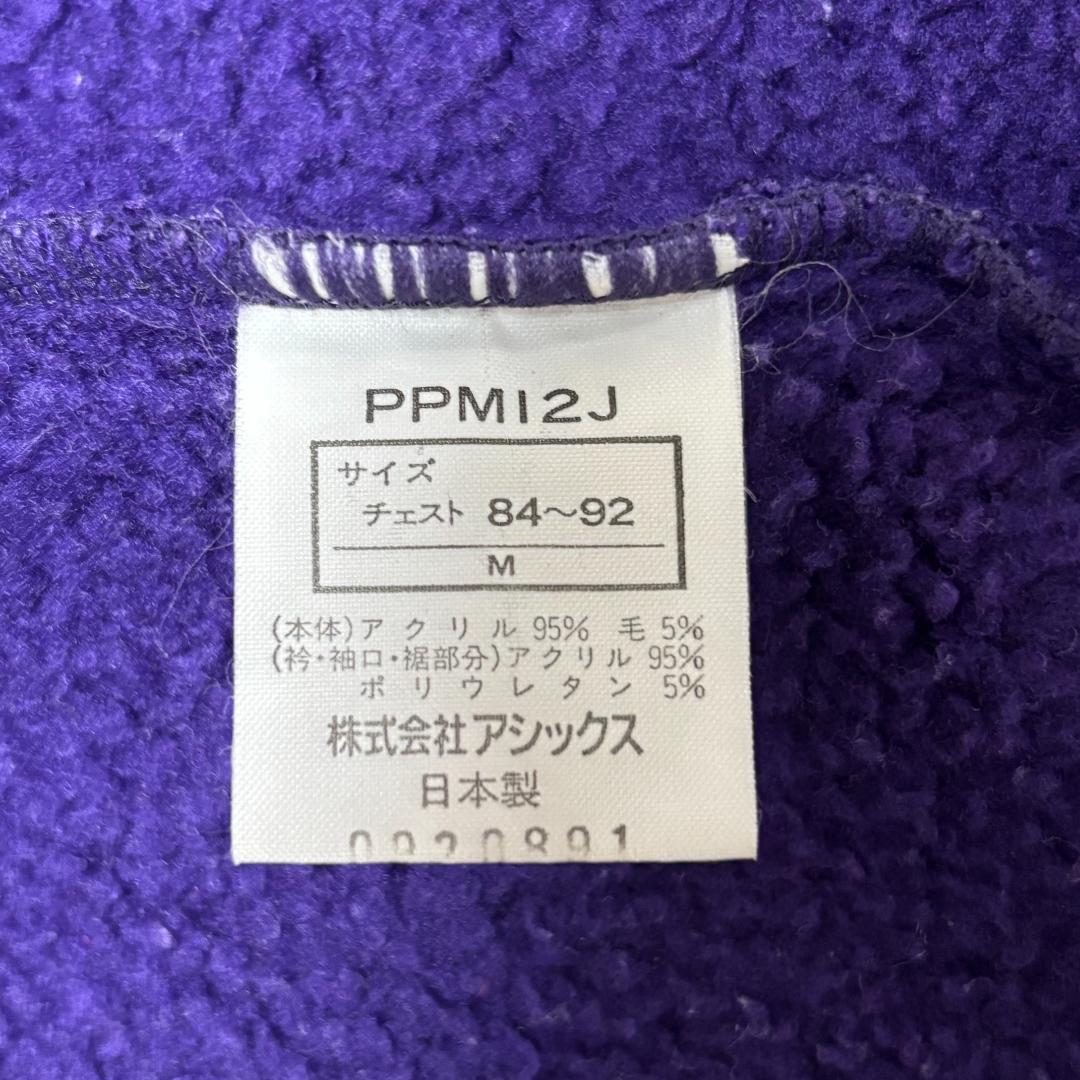 PPM12J
サイズ
チェスト 84〜92
M
(本体)アクリル 95% 毛 5%
(衿・袖口・裾部分)アクリル 95%
ポリウレタン 5%
株式会社アシックス
日本製
0920891